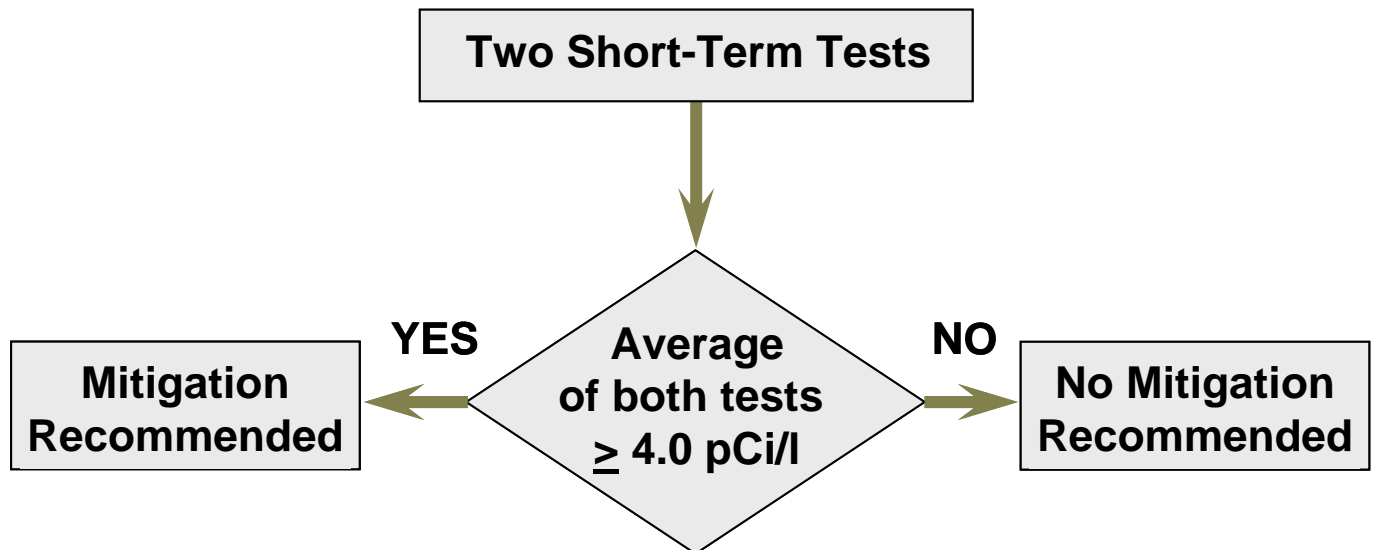 Two Short-Term Tests
YES
Average
of both tests
≥ 4.0 pCi/l
NO
Mitigation
Recommended
No Mitigation
Recommended